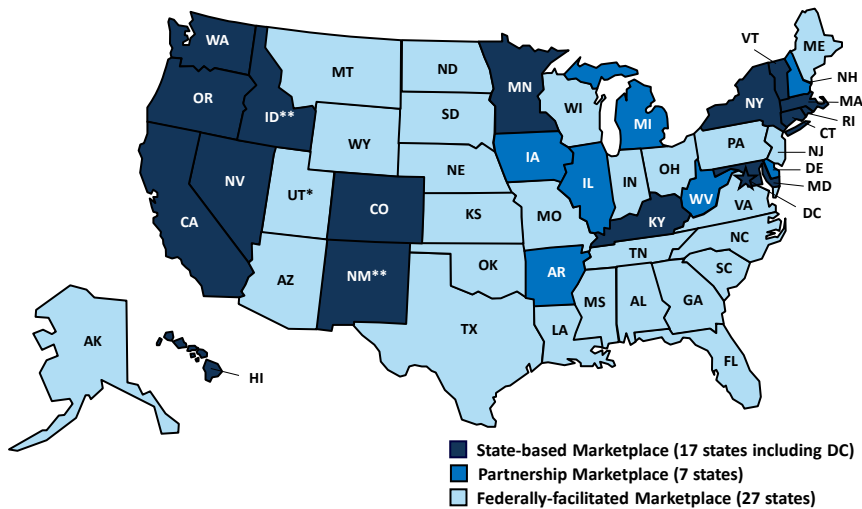 WA
MT
ND
MN
VT
ME
NH
OR
ID**
SD
WI
MI
NY
MA
RI
CT
WY
IA
PA
NJ
NE
OH
DE
NV
UT*
IL
IN
WV
MD
CO
VA
DC
CA
KS
MO
KY
NC
TN
AZ
NM**
OK
AR
SC
MS
AL
GA
TX
LA
AK
FL
HI
State-based Marketplace (17 states including DC)
Partnership Marketplace (7 states)
Federally-facilitated Marketplace (27 states)